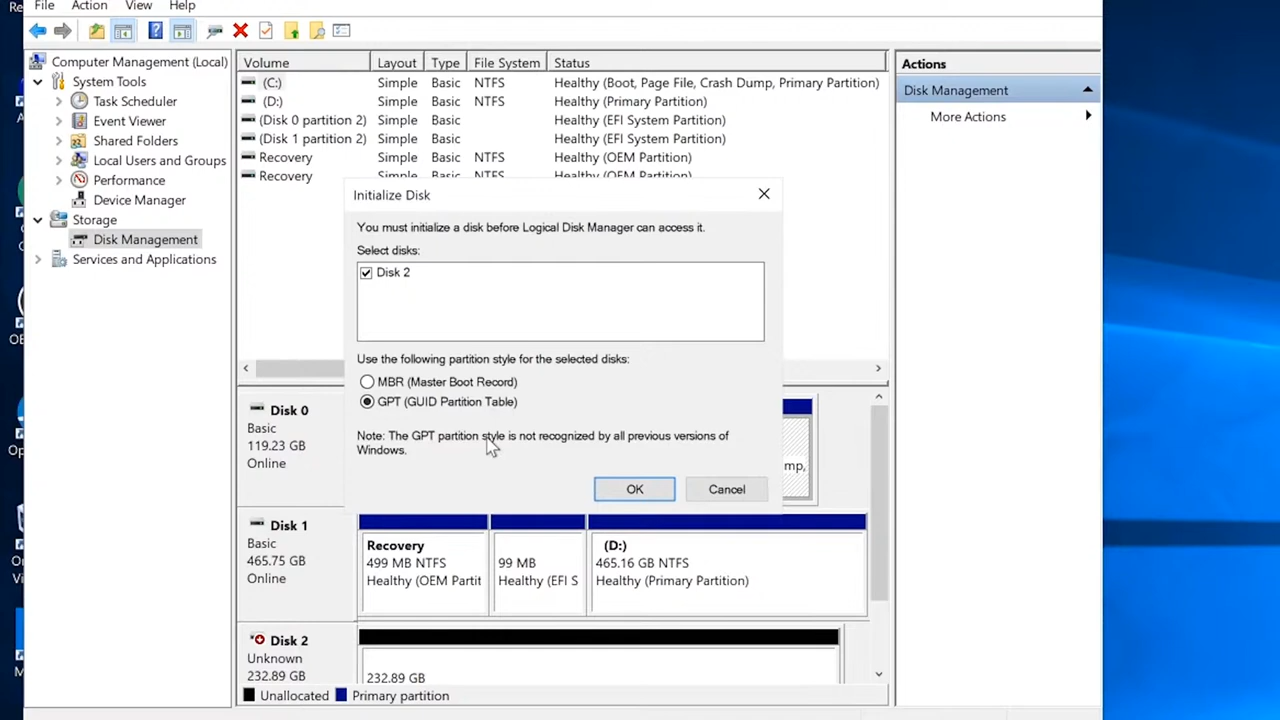 File Action View Help
Computer Management (Local)
System Tools
Task Scheduler
Event Viewer
Shared Folders
Local Users and Groups
Performance
Device Manager
Storage
Disk Management
Services and Applications
Volume Layout Type File System Status
(C:) Simple Basic NTFS Healthy (Boot, Page File, Crash Dump, Primary Partition)
(D:) Simple Basic NTFS Healthy (Primary Partition)
(Disk 0 partition 2) Simple Basic Healthy (EFI System Partition)
(Disk 1 partition 2) Simple Basic Healthy (EFI System Partition)
Recovery Simple Basic NTFS Healthy (OEM Partition)
Recovery Simple Basic NTFS Healthy (OEM Partition)
Initialize Disk
You must initialize a disk before Logical Disk Manager can access it.
Select disks:
Disk 2
Use the following partition style for the selected disks:
MBR (Master Boot Record)
GPT (GUID Partition Table)
Note: The GPT partition style is not recognized by all previous versions of
Windows.
OK Cancel
Disk 0
Basic
119.23 GB
Online
mp,
Disk 1
Basic
465.75 GB
Online
Recovery
499 MB NTFS
Healthy (OEM Partit
99 MB
Healthy (EFI S
(D:)
465.16 GB NTFS
Healthy (Primary Partition)
Disk 2
Unknown
232.89 GB
232.89 GB
Unallocated Primary partition
Actions
Disk Management
More Actions